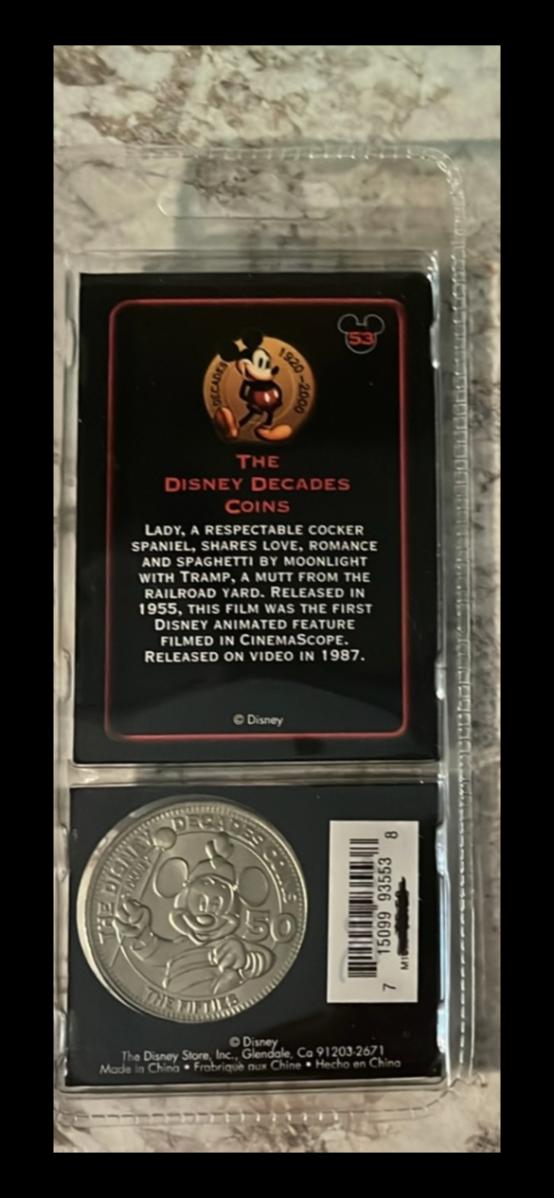 53
DECADES 1920-2000
THE
DISNEY DECADES
COINS
LADY, A RESPECTABLE COCKER
SPANIEL, SHARES LOVE, ROMANCE
AND SPAGHETTI BY MOONLIGHT
WITH TRAMP, A MUTT FROM THE
RAILROAD YARD. RELEASED IN
1955, THIS FILM WAS THE FIRST
DISNEY ANIMATED FEATURE
FILMED IN CINEMASCOPE.
RELEASED ON VIDEO IN 1987.
© Disney
THE DISNEY DECADES COINS
50
THE FIFTIES
7 15099 93553 8
© Disney
The Disney Store, Inc., Glendale, Ca 91203-2671
Made in China • Fabriqué aux Chine • Hecho en China